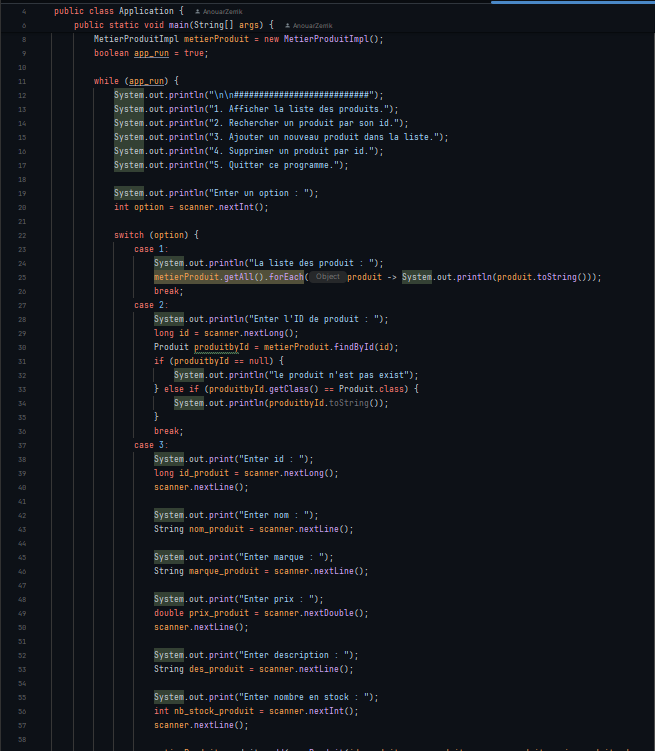 4 public class Application { AnouarZerrik
6 public static void main(String[] args) { AnouarZerrik
8 MetierProduitImpl metierProduit = new MetierProduitImpl();
9 boolean app_run = true;
10
11 while (app_run) {
12 System.out.println("\n\n###########################");
13 System.out.println("1. Afficher la liste des produits.");
14 System.out.println("2. Rechercher un produit par son id.");
15 System.out.println("3. Ajouter un nouveau produit dans la liste.");
16 System.out.println("4. Supprimer un produit par id.");
17 System.out.println("5. Quitter ce programme.");
18
19 System.out.println("Enter un option : ");
20 int option = scanner.nextInt();
21
22 switch (option) {
23 case 1:
24 System.out.println("La liste des produit : ");
25 metierProduit.getAll().forEach( Object produit -> System.out.println(produit.toString()));
26 break;
27 case 2:
28 System.out.println("Enter l'ID de produit : ");
29 long id = scanner.nextLong();
30 Produit produitbyId = metierProduit.findById(id);
31 if (produitbyId == null) {
32 System.out.println("le produit n'est pas exist");
33 } else if (produitbyId.getClass() == Produit.class) {
34 System.out.println(produitbyId.toString());
35 }
36 break;
37 case 3:
38 System.out.print("Enter id : ");
39 long id_produit = scanner.nextLong();
40 scanner.nextLine();
41
42 System.out.print("Enter nom : ");
43 String nom_produit = scanner.nextLine();
44
45 System.out.print("Enter marque : ");
46 String marque_produit = scanner.nextLine();
47
48 System.out.print("Enter prix : ");
49 double prix_produit = scanner.nextDouble();
50 scanner.nextLine();
51
52 System.out.print("Enter description : ");
53 String des_produit = scanner.nextLine();
54
55 System.out.print("Enter nombre en stock : ");
56 int nb_stock_produit = scanner.nextInt();
57 scanner.nextLine();
58